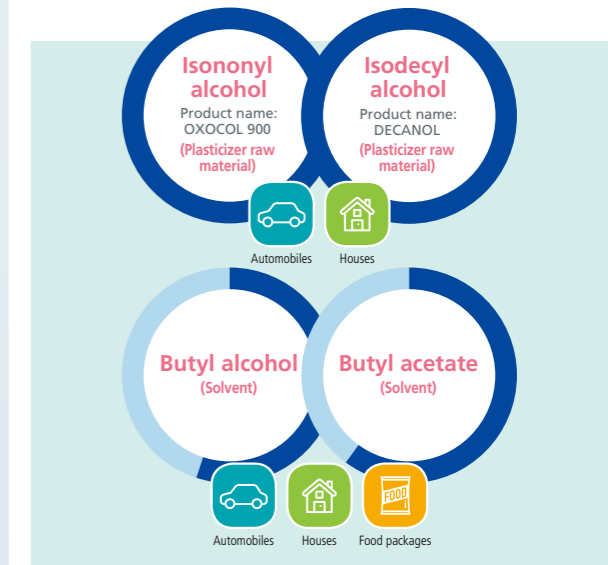 Isononyl
alcohol
Product name:
OXOCOL 900
(Plasticizer raw
material)
Isodecyl
alcohol
Product name:
DECANOL
(Plasticizer raw
material)
Automobiles
Houses
Butyl alcohol
(Solvent)
Butyl acetate
(Solvent)
FOOD
Automobiles
Houses
Food packages